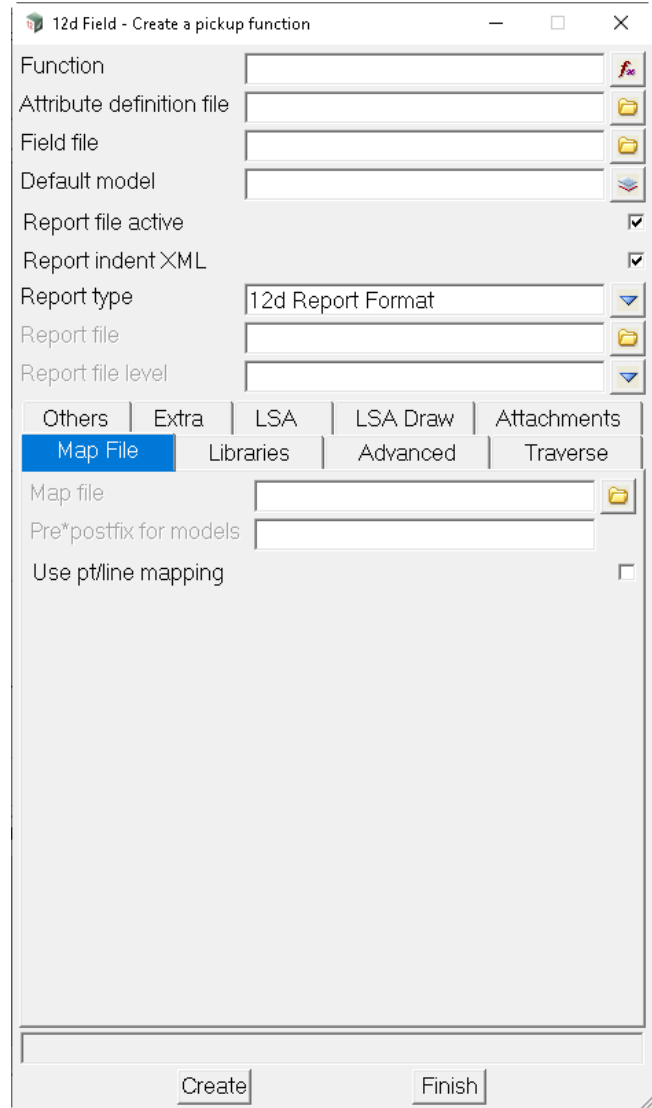 12d Field - Create a pickup function
Function
Attribute definition file
Field file
Default model
Report file active
Report indent XML
Report type 12d Report Format
Report file
Report file level
Others Extra LSA LSA Draw Attachments
Map File Libraries Advanced Traverse
Map file
Pre*postfix for models
Use pt/line mapping
Create Finish